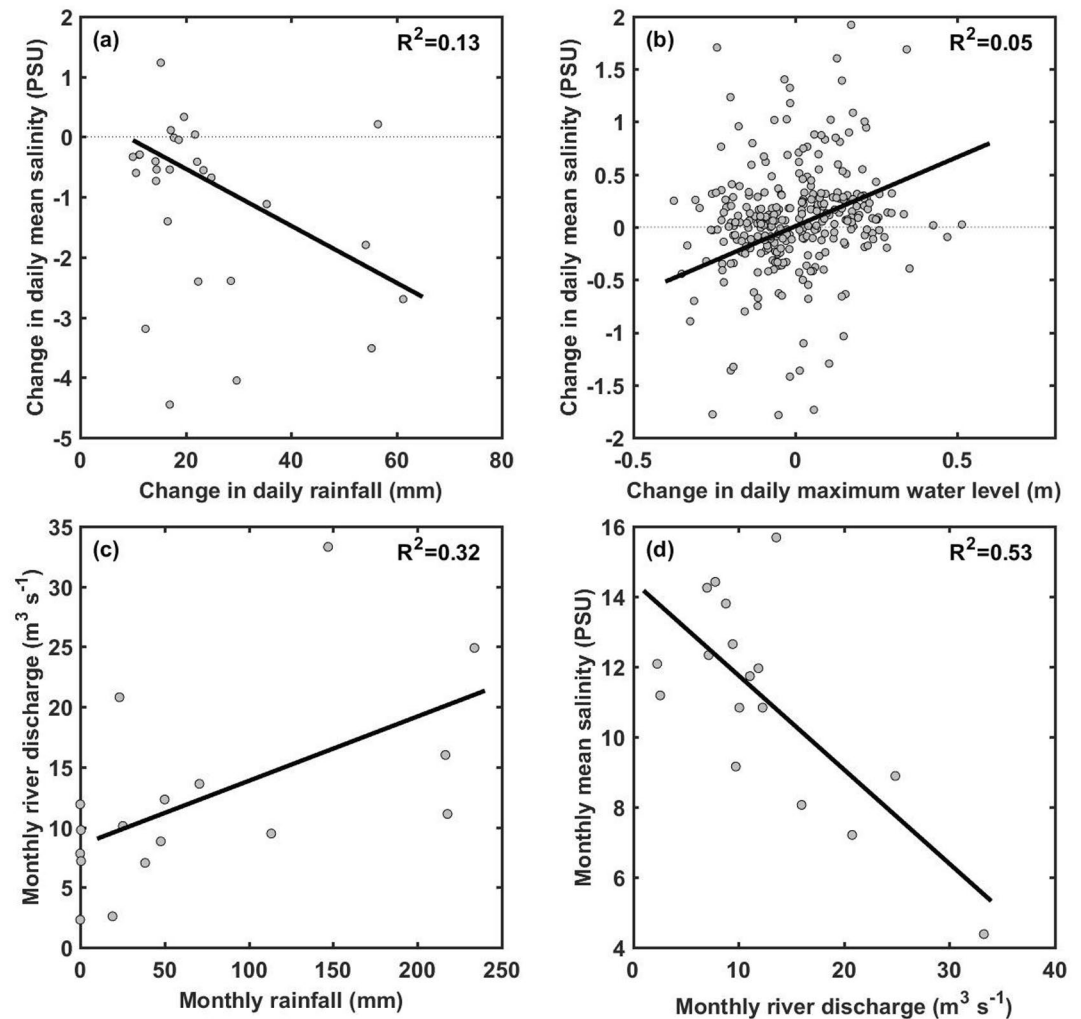 (a) R²=0.13
Change in daily mean salinity (PSU)
2
1
0
-1
-2
-3
-4
-5
0 20 40 60 80
Change in daily rainfall (mm)
(b) R²=0.05
Change in daily mean salinity (PSU)
2
1.5
1
0.5
0
-0.5
-1
-1.5
-2
-0.5 0 0.5
Change in daily maximum water level (m)
(c) R²=0.32
Monthly river discharge (m³ s⁻¹)
35
30
25
20
15
10
5
0
0 50 100 150 200 250
Monthly rainfall (mm)
(d) R²=0.53
Monthly mean salinity (PSU)
16
14
12
10
8
6
4
0 10 20 30 40
Monthly river discharge (m³ s⁻¹)